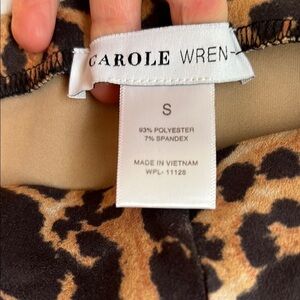 CAROLE WREN
S
93% POLYESTER
7% SPANDEX
MADE IN VIETNAM
WPL- 11128